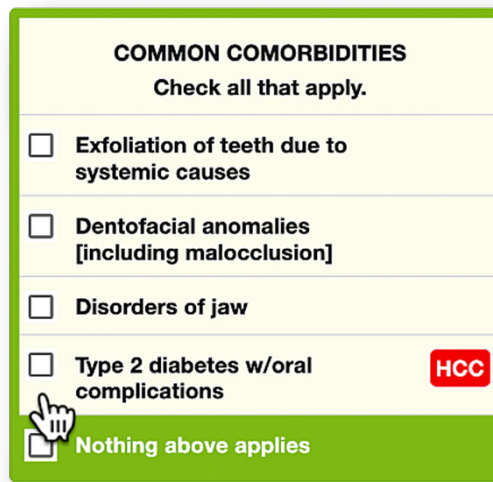 COMMON COMORBIDITIES
Check all that apply.
Exfoliation of teeth due to
systemic causes
Dentofacial anomalies
[including malocclusion]
Disorders of jaw
Type 2 diabetes w/oral
HCC
complications
Nothing above applies